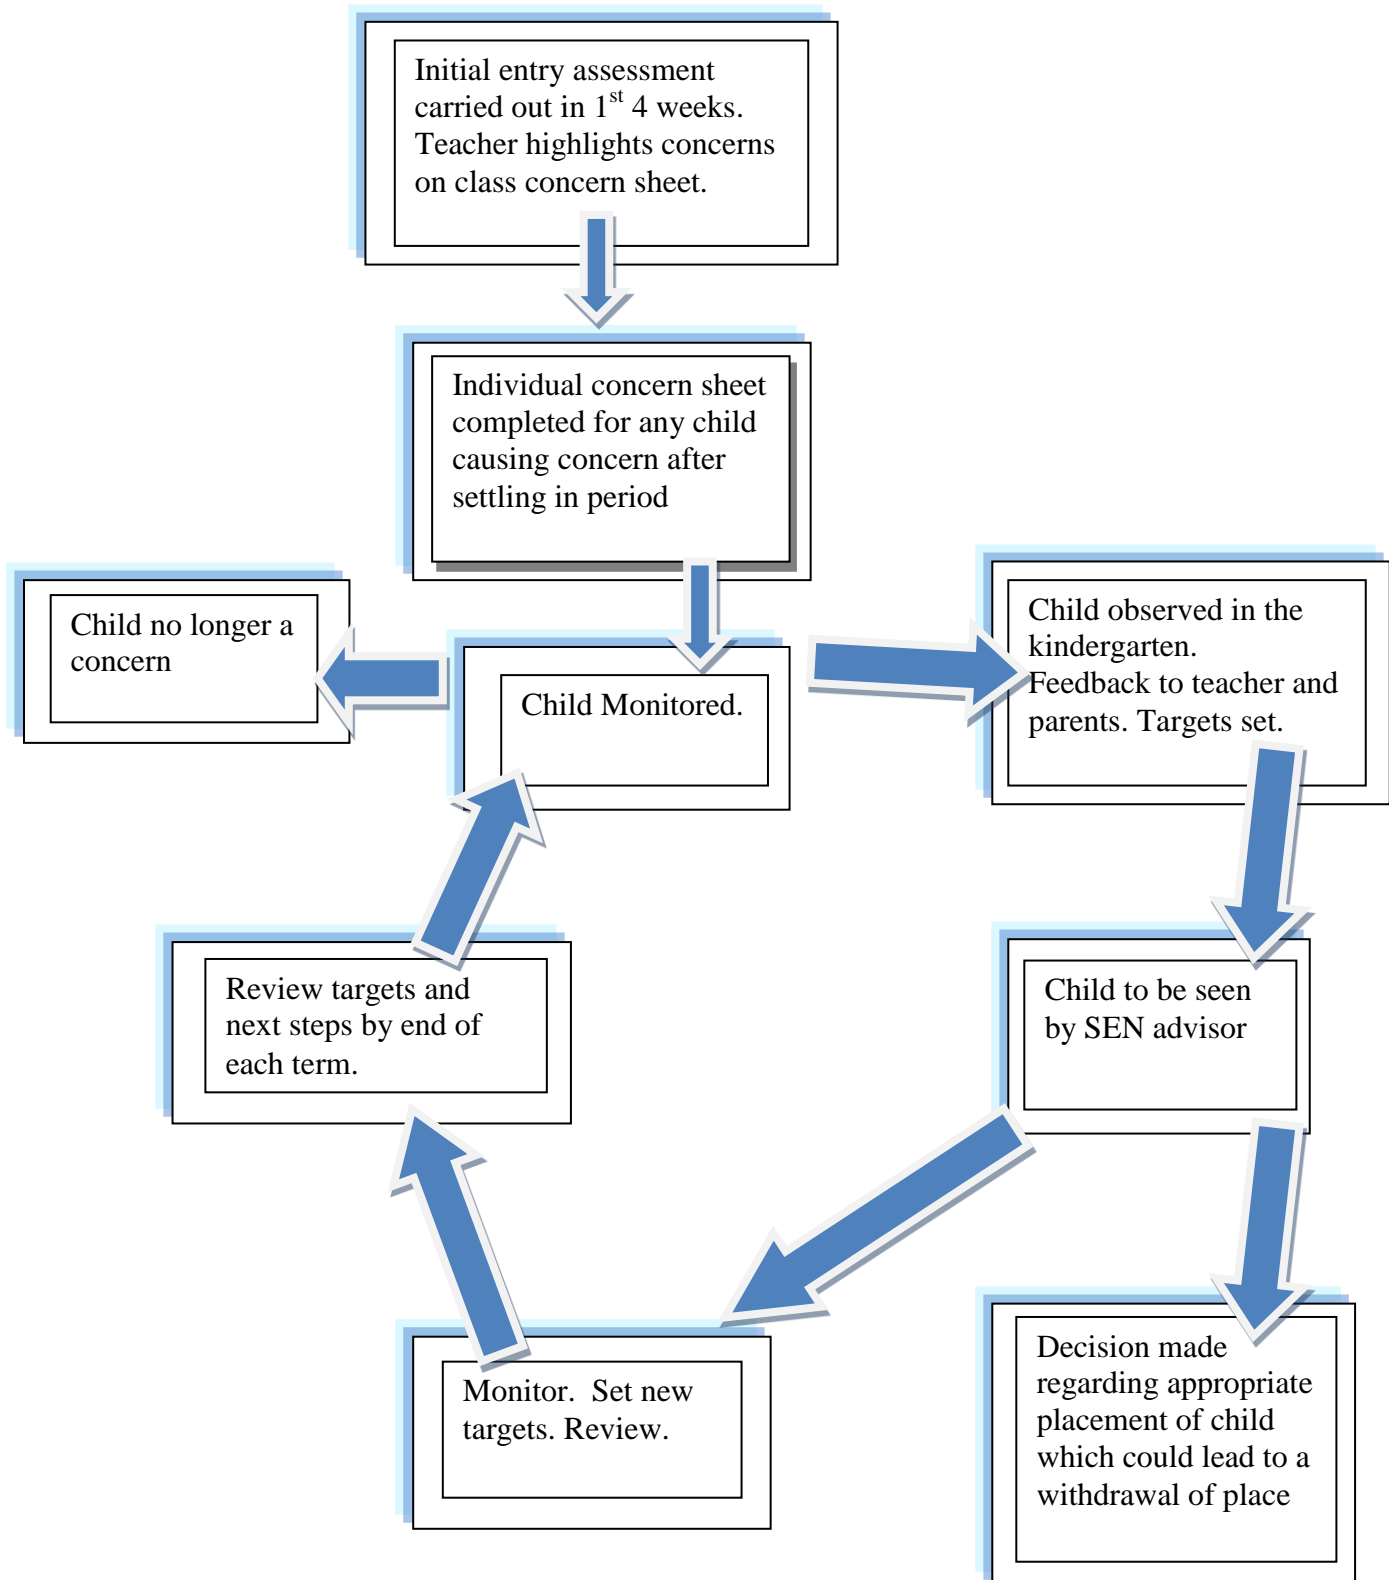 Initial entry assessment
carried out in 1st 4 weeks.
Teacher highlights concerns
on class concern sheet.
Individual concern sheet
completed for any child
causing concern after
settling in period
Child no longer a
concern
Child Monitored.
Child observed in the
kindergarten.
Feedback to teacher and
parents. Targets set.
Review targets and
next steps by end of
each term.
Child to be seen
by SEN advisor
Monitor.  Set new
targets. Review.
Decision made
regarding appropriate
placement of child
which could lead to a
withdrawal of place